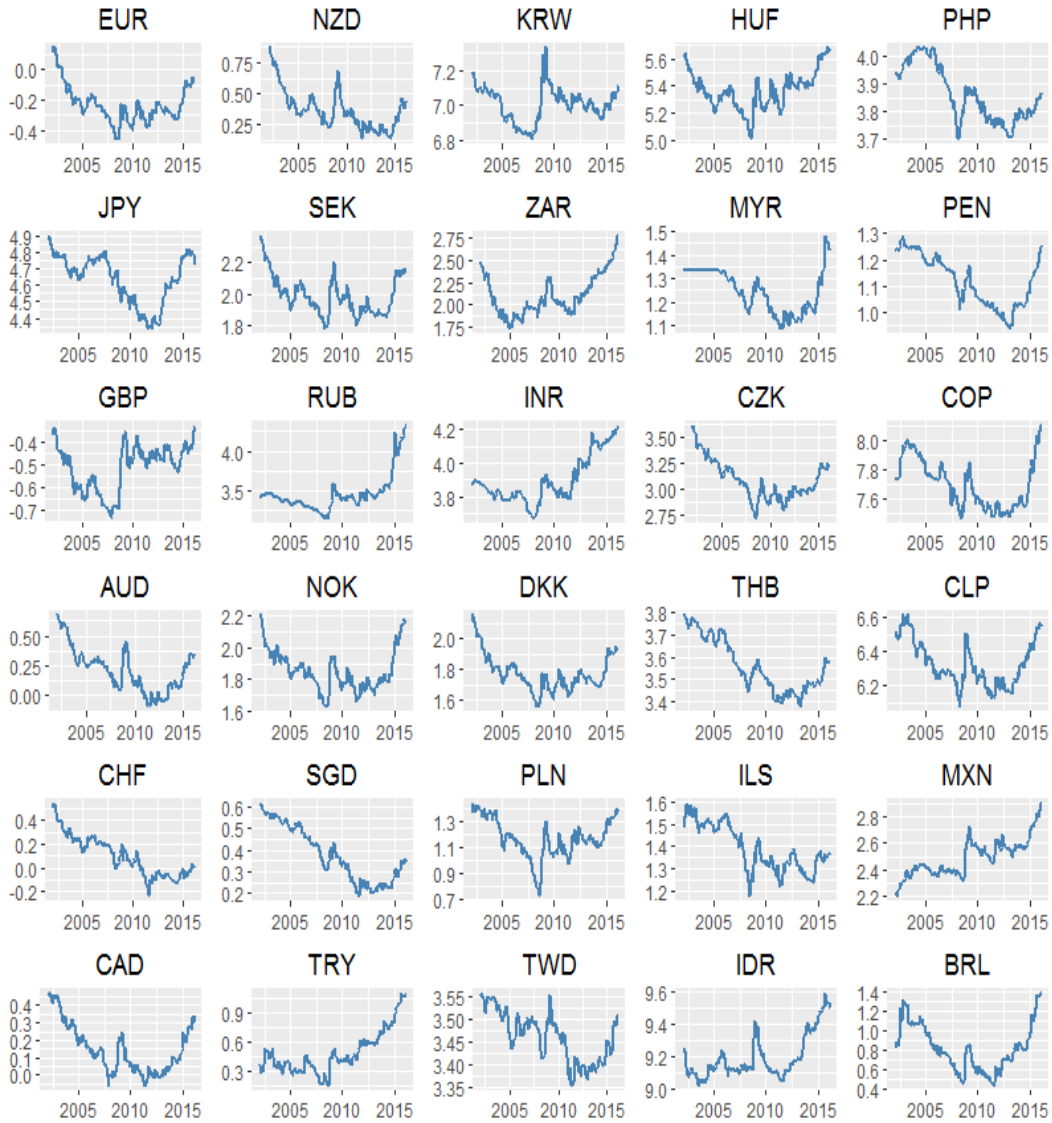 EUR NZD KRW HUF PHP
0.0 0.75 7.2 5.6 4.0
-0.2 0.50 7.0 5.4 3.9
-0.4 0.25 6.8 5.2 3.8
5.0 3.7
2005 2010 2015 2005 2010 2015 2005 2010 2015 2005 2010 2015 2005 2010 2015
JPY SEK ZAR MYR PEN
4.9 2.2 2.75 1.5 1.3
4.8 2.0 2.50 1.4 1.2
4.7 1.8 2.25 1.3 1.1
4.6 2.00 1.2 1.0
4.5 1.75 1.1
4.4
2005 2010 2015 2005 2010 2015 2005 2010 2015 2005 2010 2015 2005 2010 2015
GBP RUB INR CZK COP
-0.4 4.0 4.2 3.50 8.0
-0.5 3.5 4.0 3.25 7.8
-0.6 3.8 3.00 7.6
-0.7 2.75
2005 2010 2015 2005 2010 2015 2005 2010 2015 2005 2010 2015 2005 2010 2015
AUD NOK DKK THB CLP
0.50 2.2 2.0 3.8 6.6
0.25 2.0 1.8 3.7 6.4
0.00 1.8 1.6 3.6 6.2
1.6 3.5
3.4
2005 2010 2015 2005 2010 2015 2005 2010 2015 2005 2010 2015 2005 2010 2015
CHF SGD PLN ILS MXN
0.4 0.6 1.3 1.6 2.8
0.2 0.5 1.1 1.5 2.6
0.0 0.4 0.9 1.4 2.4
-0.2 0.3 0.7 1.3 2.2
0.2 1.2
2005 2010 2015 2005 2010 2015 2005 2010 2015 2005 2010 2015 2005 2010 2015
CAD TRY TWD IDR BRL
0.4 0.9 3.55 9.6 1.4
0.3 0.6 3.50 9.4 1.2
0.2 0.3 3.45 9.2 1.0
0.1 3.40 9.0 0.8
0.0 3.35 0.6
0.4
2005 2010 2015 2005 2010 2015 2005 2010 2015 2005 2010 2015 2005 2010 2015